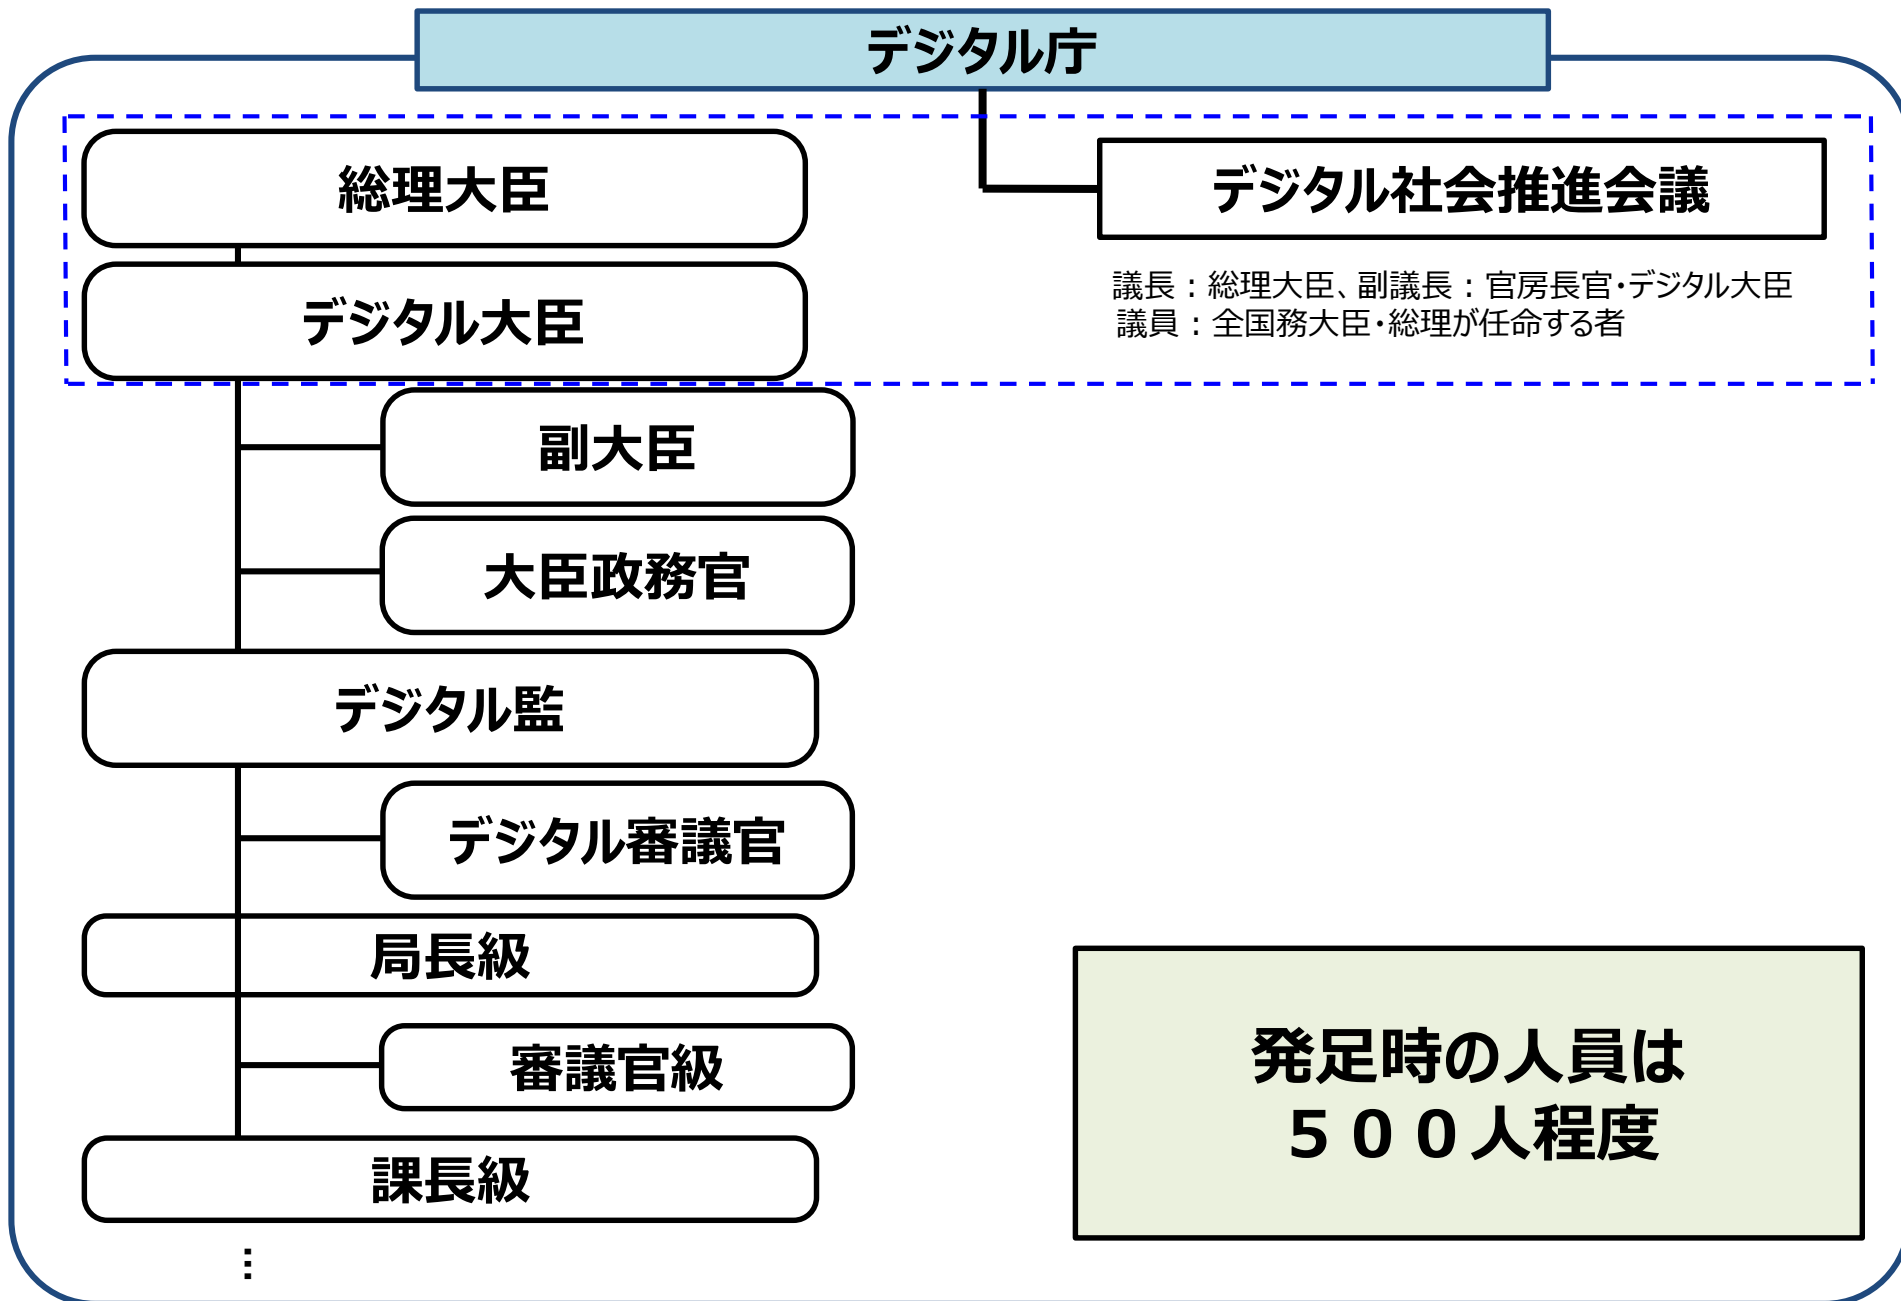 デジタル庁
総理大臣
デジタル社会推進会議
議長：総理大臣、副議長：官房長官・デジタル大臣
議員：全国務大臣・総理が任命する者
デジタル大臣
副大臣
大臣政務官
デジタル監
デジタル審議官
局長級
審議官級
課長級
…
発足時の人員は
５００人程度